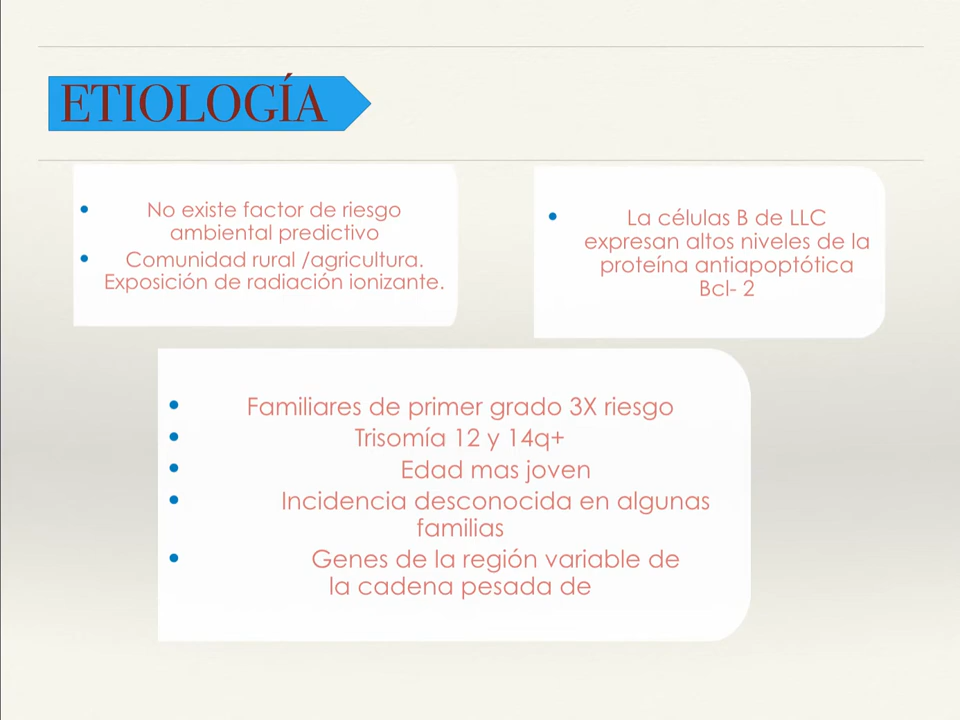 ETIOLOGÍA
No existe factor de riesgo
ambiental predictivo
Comunidad rural /agricultura.
Exposición de radiación ionizante.
La células B de LLC
expresan altos niveles de la
proteína antiapoptótica
Bcl- 2
Familiares de primer grado 3X riesgo
Trisomía 12 y 14q+
Edad mas joven
Incidencia desconocida en algunas
familias
Genes de la región variable de
la cadena pesada de